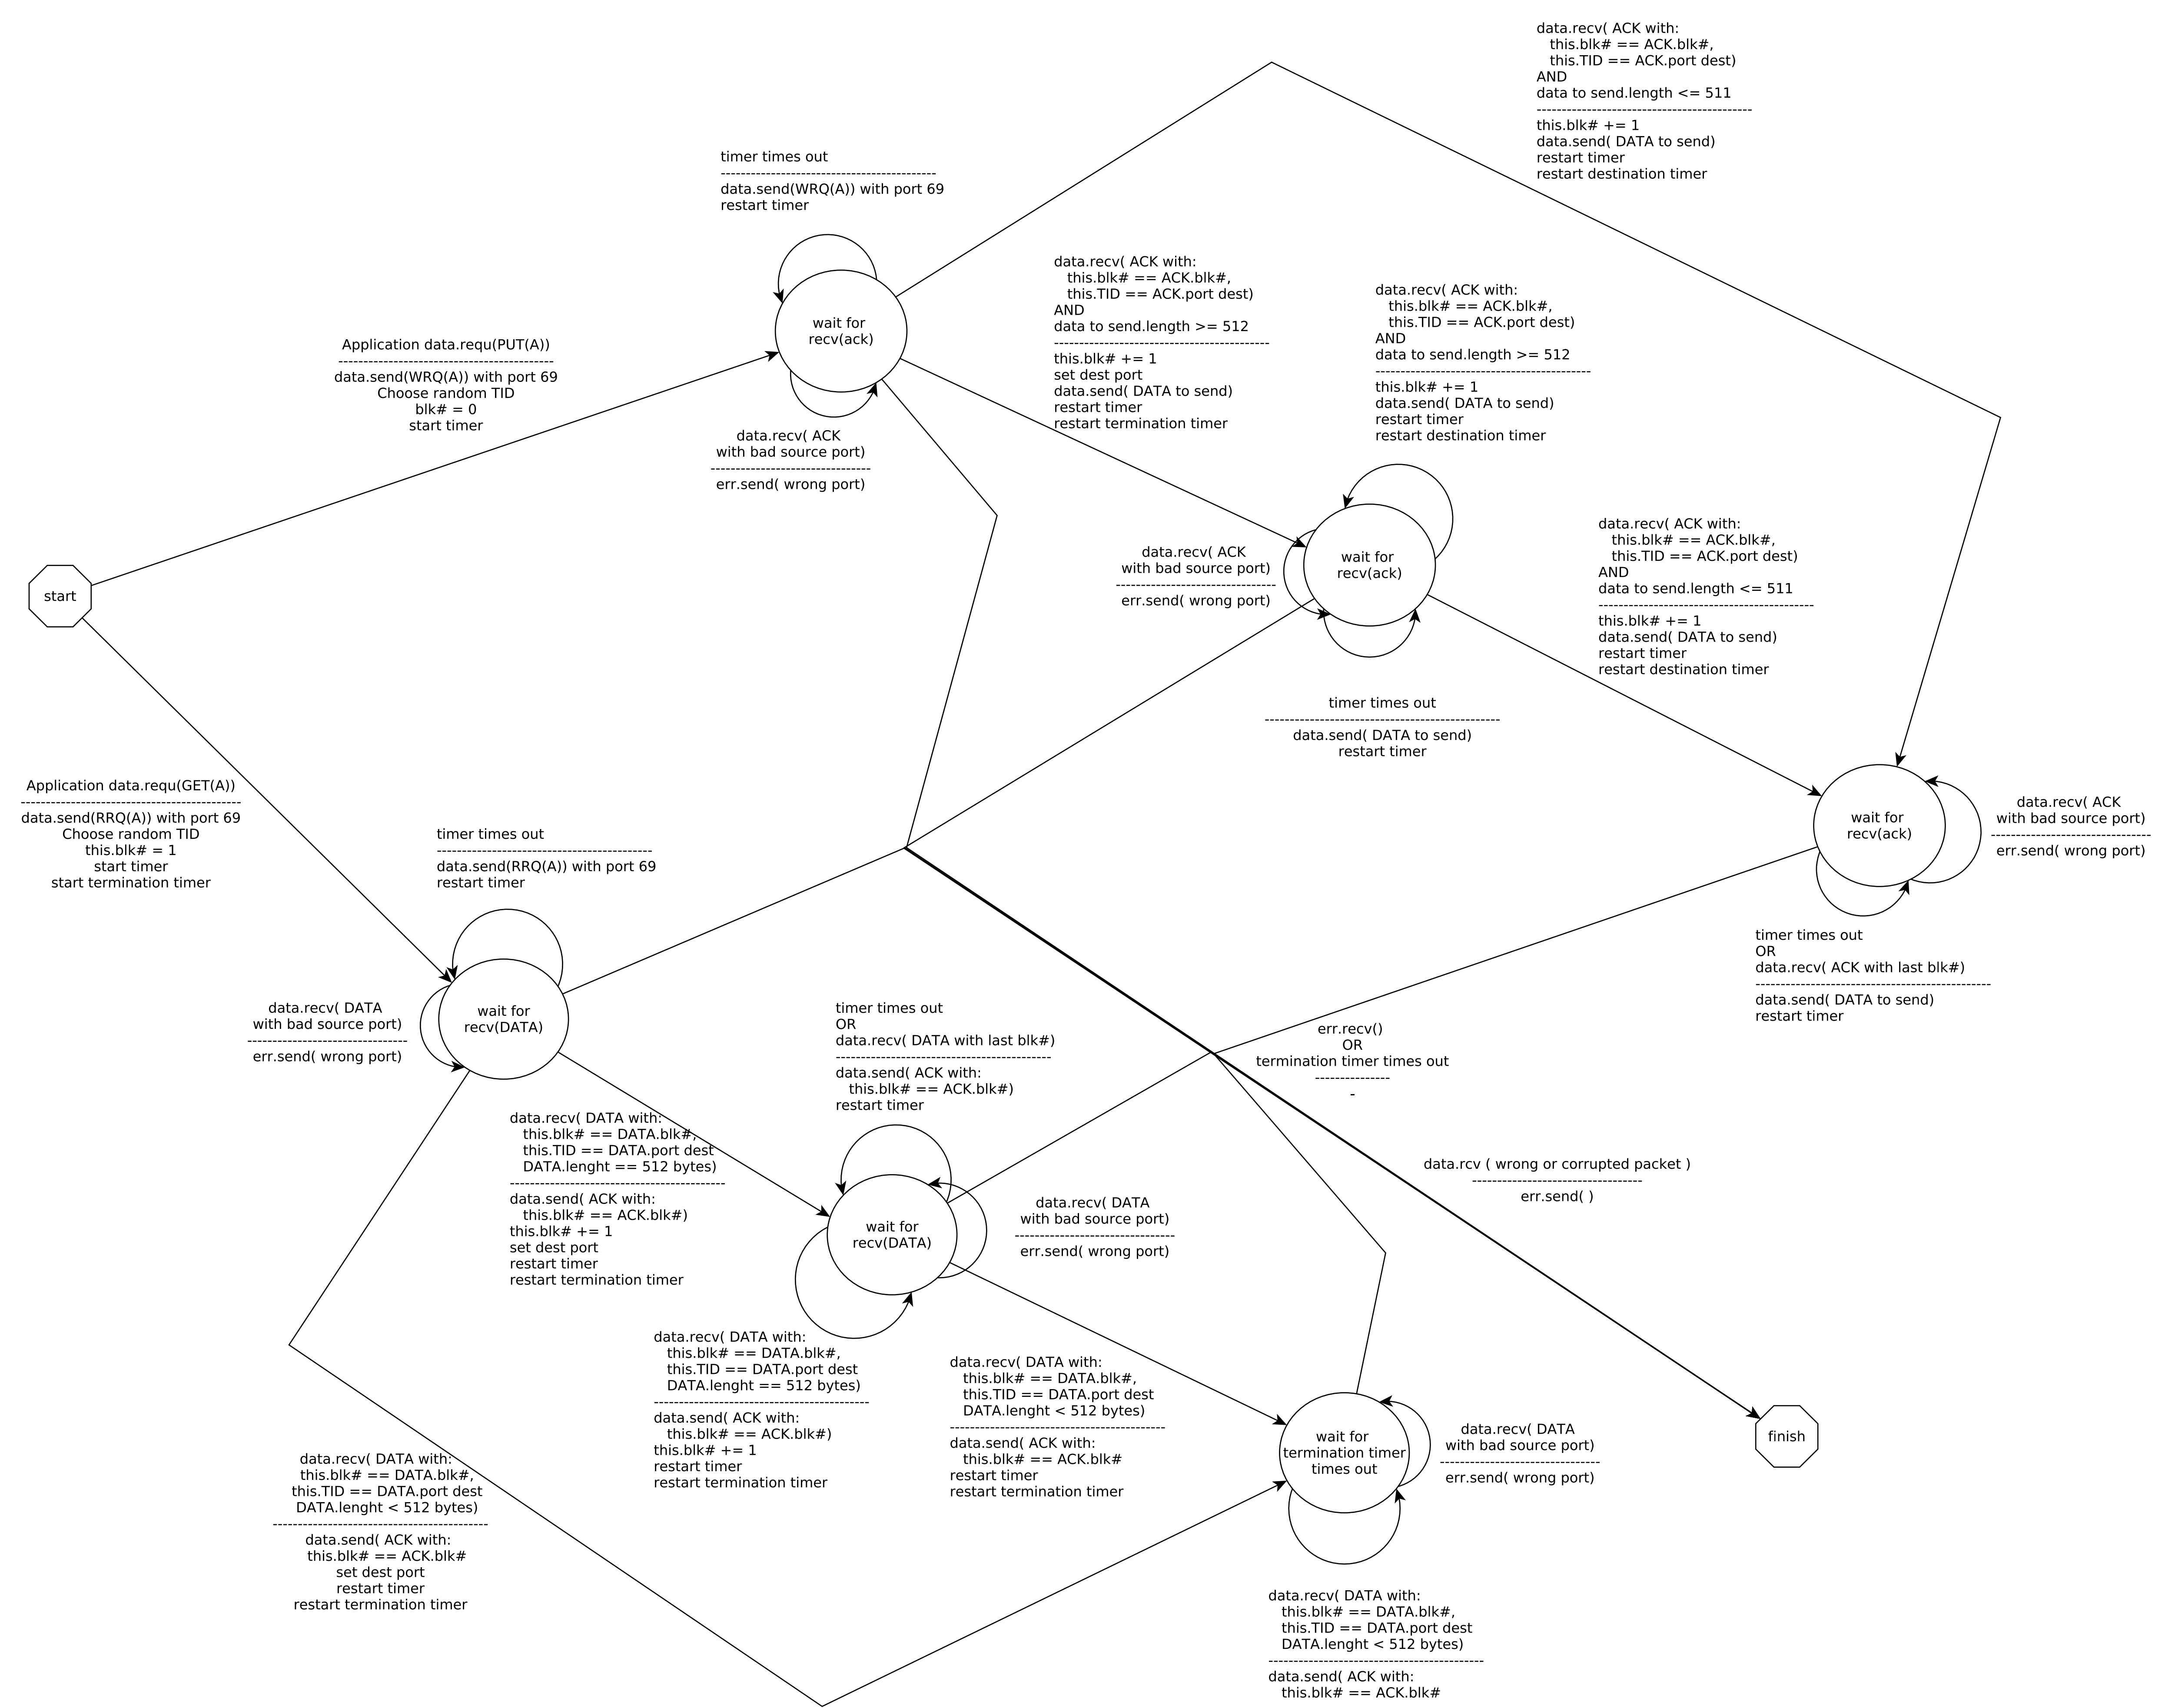 data.recv( ACK with:
this.blk# == ACK.blk#,
this.TID == ACK.port dest)
AND
data to send.length <= 511
-------------------------------------------
this.blk# += 1
data.send( DATA to send)
restart timer
restart destination timer
timer times out
-------------------------------------------
data.send(WRQ(A)) with port 69
restart timer
data.recv( ACK with:
this.blk# == ACK.blk#,
this.TID == ACK.port dest)
AND
data to send.length >= 512
-------------------------------------------
this.blk# += 1
set dest port
data.send( DATA to send)
restart timer
restart termination timer
data.recv( ACK with:
this.blk# == ACK.blk#,
this.TID == ACK.port dest)
AND
data to send.length >= 512
-------------------------------------------
this.blk# += 1
data.send( DATA to send)
restart timer
restart destination timer
wait for
recv(ack)
Application data.requ(PUT(A))
-------------------------------------------
data.send(WRQ(A)) with port 69
Choose random TID
blk# = 0
start timer
data.recv( ACK
with bad source port)
--------------------------------
err.send( wrong port)
data.recv( ACK
with bad source port)
--------------------------------
err.send( wrong port)
wait for
recv(ack)
data.recv( ACK with:
this.blk# == ACK.blk#,
this.TID == ACK.port dest)
AND
data to send.length <= 511
-------------------------------------------
this.blk# += 1
data.send( DATA to send)
restart timer
restart destination timer
start
timer times out
-----------------------------------------------
data.send( DATA to send)
restart timer
Application data.requ(GET(A))
--------------------------------------------
data.send(RRQ(A)) with port 69
Choose random TID
this.blk# = 1
start timer
start termination timer
timer times out
-------------------------------------------
data.send(RRQ(A)) with port 69
restart timer
wait for
recv(ack)
data.recv( ACK
with bad source port)
--------------------------------
err.send( wrong port)
timer times out
OR
data.recv( ACK with last blk#)
-----------------------------------------------
data.send( DATA to send)
restart timer
data.recv( DATA
with bad source port)
--------------------------------
err.send( wrong port)
wait for
recv(DATA)
timer times out
OR
data.recv( DATA with last blk#)
-------------------------------------------
data.send( ACK with:
this.blk# == ACK.blk#)
restart timer
err.recv()
OR
termination timer times out
---------------
-
data.recv( DATA with:
this.blk# == DATA.blk#,
this.TID == DATA.port dest
DATA.lenght == 512 bytes)
-------------------------------------------
data.send( ACK with:
this.blk# == ACK.blk#)
this.blk# += 1
set dest port
restart timer
restart termination timer
data.rcv ( wrong or corrupted packet )
----------------------------------
err.send( )
wait for
recv(DATA)
data.recv( DATA
with bad source port)
--------------------------------
err.send( wrong port)
data.recv( DATA with:
this.blk# == DATA.blk#,
this.TID == DATA.port dest
DATA.lenght == 512 bytes)
-------------------------------------------
data.send( ACK with:
this.blk# == ACK.blk#)
this.blk# += 1
restart timer
restart termination timer
data.recv( DATA with:
this.blk# == DATA.blk#,
this.TID == DATA.port dest
DATA.lenght < 512 bytes)
-------------------------------------------
data.send( ACK with:
this.blk# == ACK.blk#
restart timer
restart termination timer
wait for
termination timer
times out
data.recv( DATA
with bad source port)
--------------------------------
err.send( wrong port)
finish
data.recv( DATA with:
this.blk# == DATA.blk#,
this.TID == DATA.port dest
DATA.lenght < 512 bytes)
-------------------------------------------
data.send( ACK with:
this.blk# == ACK.blk#
set dest port
restart timer
restart termination timer
data.recv( DATA with:
this.blk# == DATA.blk#,
this.TID == DATA.port dest
DATA.lenght < 512 bytes)
-------------------------------------------
data.send( ACK with:
this.blk# == ACK.blk#